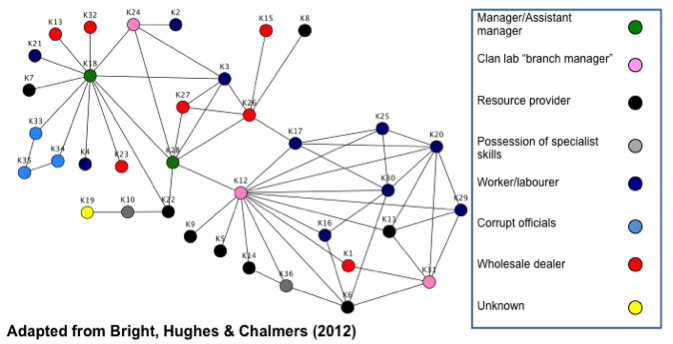 K24
K2
K32
K13
K15
K8
K21
K18
K3
K7
K27
K26
K33
K34
K35
K4
K23
K17
K25
K20
K12
K30
K29
K19
K10
K22
K9
K5
K14
K36
K16
K11
K1
K31
K6
Manager/Assistant
manager
Clan lab “branch manager”
Resource provider
Possession of specialist
skills
Worker/labourer
Corrupt officials
Wholesale dealer
Unknown
Adapted from Bright, Hughes & Chalmers (2012)